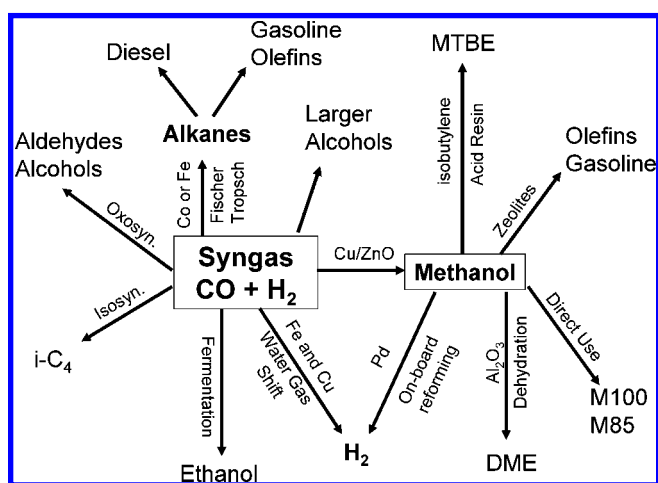 Gasoline
Olefins
Diesel
MTBE
Alkanes
Larger
Alcohols
Aldehydes
Alcohols
Olefins
Gasoline
Co or Fe
Fischer
Tropsch
isobutylene
Acid Resin
Oxosyn.
Zeolites
Syngas
CO + H₂
Cu/ZnO
Methanol
Isosyn.
i-C₄
Fermentation
Fe and Cu
Water Gas
Shift
Pd
On-board
reforming
Al₂O₃
Dehydration
Direct Use
M100
M85
H₂
Ethanol
DME